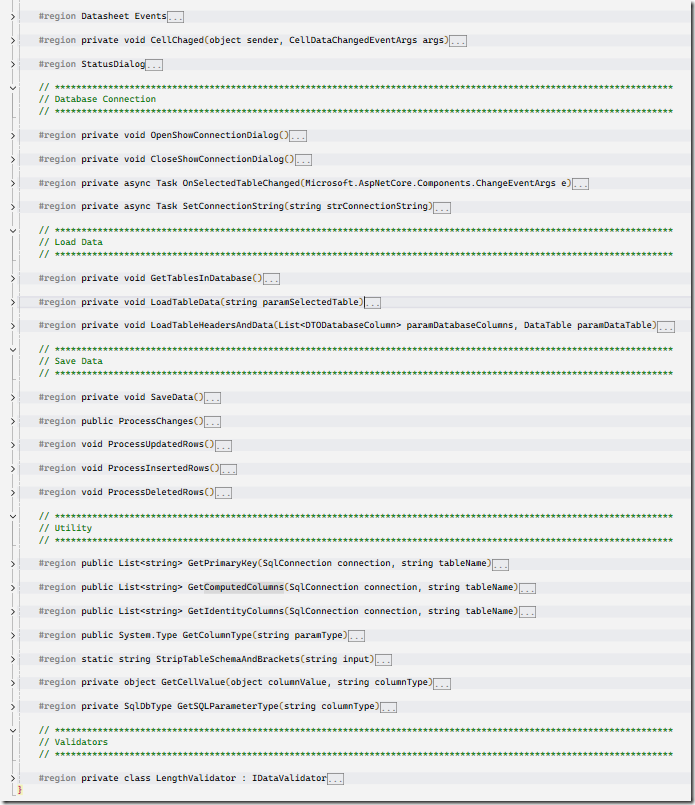 #region Datasheet Events...
#region private void CellChaged(object sender, CellDataChangedEventArgs args)...
#region StatusDialog...
// *********************************************************************************************************************
// Database Connection
// *********************************************************************************************************************
#region private void OpenShowConnectionDialog()...
#region private void CloseShowConnectionDialog()...
#region private async Task OnSelectedTableChanged(Microsoft.AspNetCore.Components.ChangeEventArgs e)...
#region private async Task SetConnectionString(string strConnectionString)...
// *********************************************************************************************************************
// Load Data
// *********************************************************************************************************************
#region private void GetTablesInDatabase()...
#region private void LoadTableData(string paramSelectedTable)...
#region private void LoadTableHeadersAndData(List<DTODatabaseColumn> paramDatabaseColumns, DataTable paramDataTable)...
// *********************************************************************************************************************
// Save Data
// *********************************************************************************************************************
#region private void SaveData()...
#region public ProcessChanges()...
#region void ProcessUpdatedRows()...
#region void ProcessInsertedRows()...
#region void ProcessDeletedRows()...
// *********************************************************************************************************************
// Utility
// *********************************************************************************************************************
#region public List<string> GetPrimaryKey(SqlConnection connection, string tableName)...
#region public List<string> GetComputedColumns(SqlConnection connection, string tableName)...
#region public List<string> GetIdentityColumns(SqlConnection connection, string tableName)...
#region public System.Type GetColumnType(string paramType)...
#region static string StripTableSchemaAndBrackets(string input)...
#region private object GetCellValue(object columnValue, string columnType)...
#region private SqlDbType GetSQLParameterType(string columnType)...
// *********************************************************************************************************************
// Validators
// *********************************************************************************************************************
#region private class LengthValidator : IDataValidator...
}